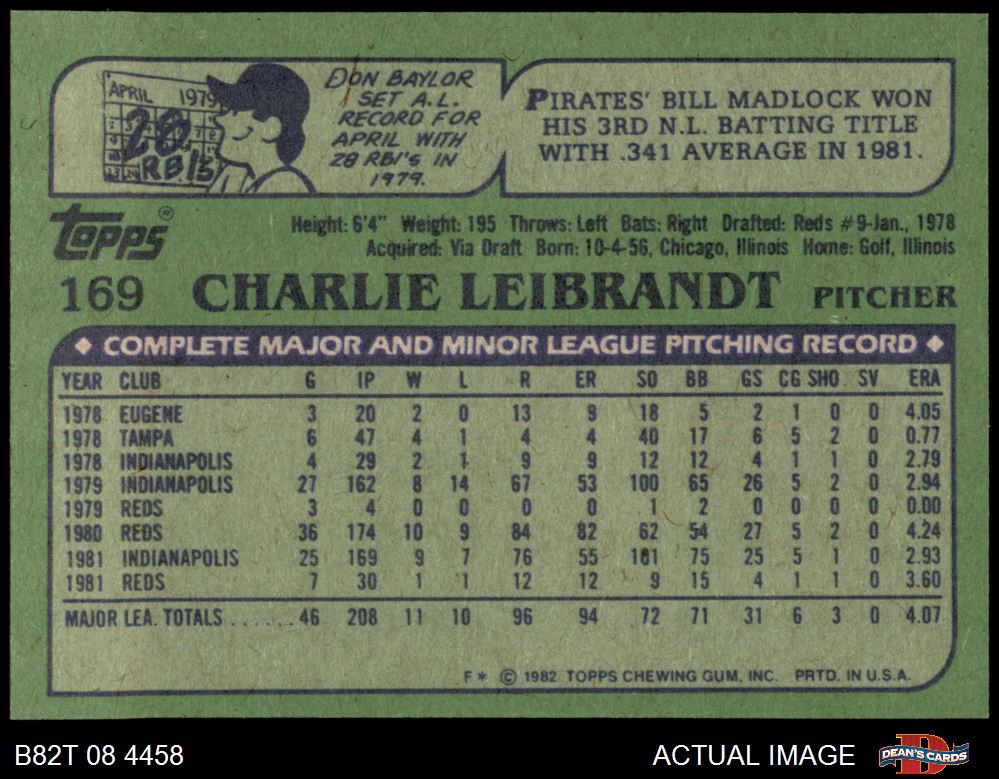 APRIL 1979
28
RBI'S
DON BAYLOR
SET A.L.
RECORD FOR
APRIL WITH
28 RBI'S IN
1979.
PIRATES' BILL MADLOCK WON
HIS 3RD N.L. BATTING TITLE
WITH .341 AVERAGE IN 1981.
Topps®
Height: 6'4" Weight: 195 Throws: Left Bats: Right Drafted: Reds #9-Jan., 1978
Acquired: Via Draft Born: 10-4-56, Chicago, Illinois Home: Golf, Illinois
169 CHARLIE LEIBRANDT PITCHER
◆ COMPLETE MAJOR AND MINOR LEAGUE PITCHING RECORD ◆
YEAR CLUB G IP W L R ER SO BB GS CG SHO SV ERA
1978 EUGENE 3 20 2 0 13 9 18 5 2 1 0 0 4.05
1978 TAMPA 6 47 4 1 4 4 40 17 6 5 2 0 0.77
1978 INDIANAPOLIS 4 29 2 1 9 9 12 12 4 1 1 0 2.79
1979 INDIANAPOLIS 27 162 8 14 67 53 100 65 26 5 2 0 2.94
1979 REDS 3 4 0 0 0 0 1 2 0 0 0 0 0.00
1980 REDS 36 174 10 9 84 82 62 54 27 5 2 0 4.24
1981 INDIANAPOLIS 25 169 9 7 76 55 101 75 25 5 1 0 2.93
1981 REDS 7 30 1 1 12 12 9 15 4 1 1 0 3.60
MAJOR LEA. TOTALS ...... 46 208 11 10 96 94 72 71 31 6 3 0 4.07
F* © 1982 TOPPS CHEWING GUM, INC. PRTD. IN U.S.A.
B82T 08 4458 ACTUAL IMAGE DEAN'S CARDS